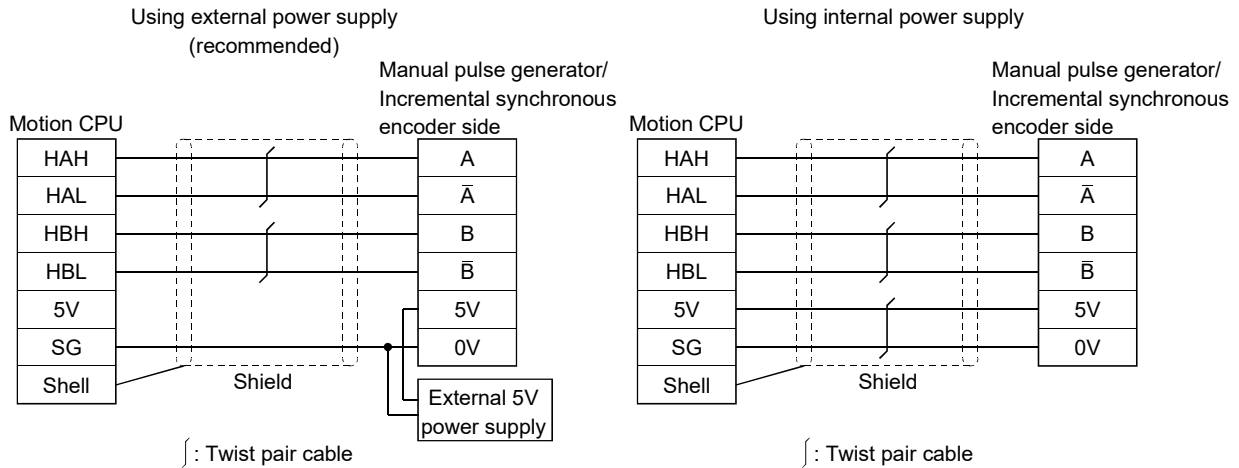 Using external power supply
(recommended)
Manual pulse generator/
Incremental synchronous
encoder side
Motion CPU
HAH
A
HAL
A̅
HBH
B
HBL
B̅
5V
5V
SG
0V
Shell
Shield
External 5V
power supply
⌠: Twist pair cable
Using internal power supply
Manual pulse generator/
Incremental synchronous
encoder side
Motion CPU
HAH
A
HAL
A̅
HBH
B
HBL
B̅
5V
5V
SG
0V
Shell
Shield
: Twist pair cable